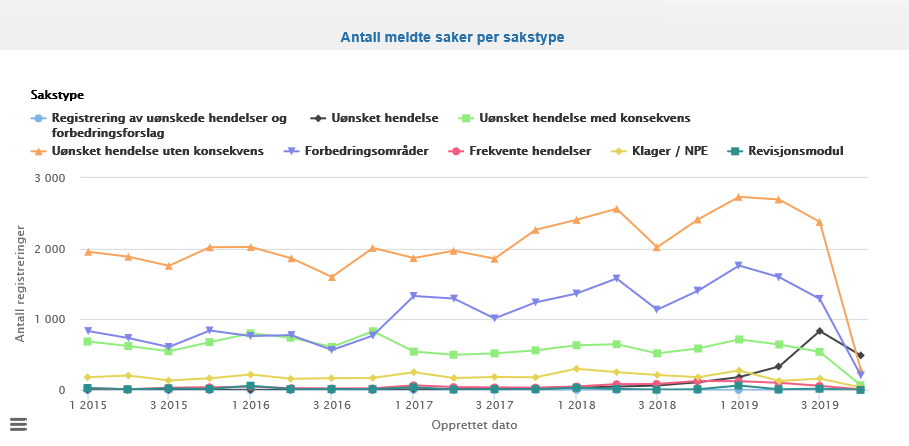 Antall meldte saker per sakstype
Sakstype
Registrering av uønskede hendelser og
forbedringsforslag
Uønsket hendelse
Uønsket hendelse med konsekvens
Uønsket hendelse uten konsekvens
Forbedringsområder
Frekvente hendelser
Klager / NPE
Revisjonsmodul
Antall registreringer
3 000
2 000
1 000
0
1 2015
3 2015
1 2016
3 2016
1 2017
3 2017
1 2018
3 2018
1 2019
3 2019
Opprettet dato